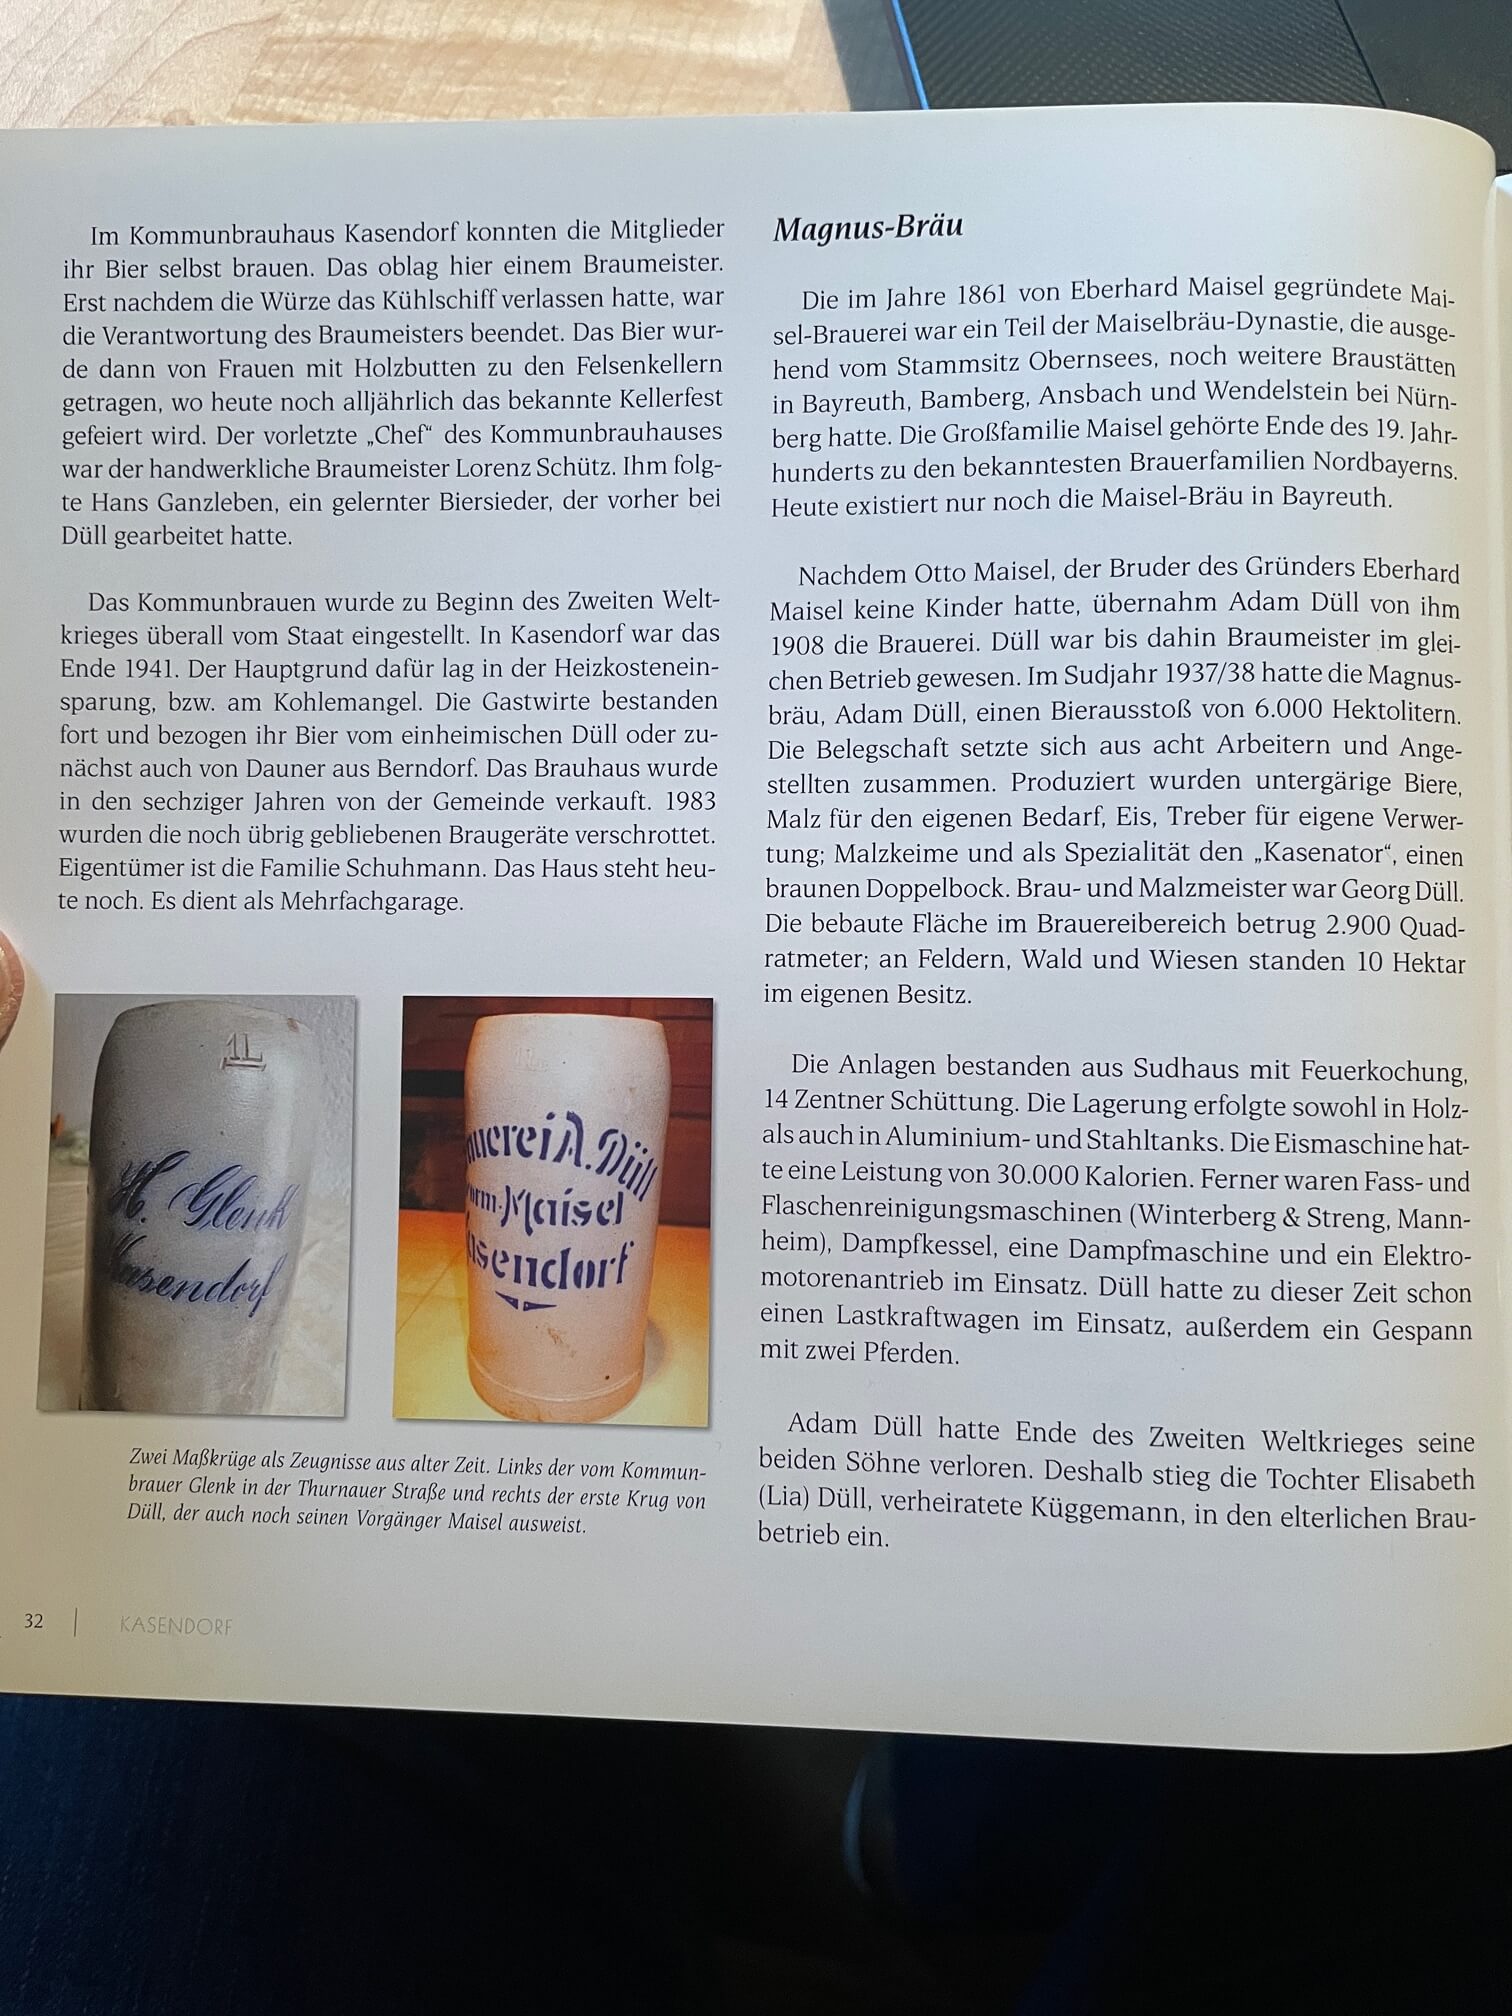 Im Kommunbrauhaus Kasendorf konnten die Mitglieder
ihr Bier selbst brauen. Das oblag hier einem Braumeister.
Erst nachdem die Würze das Kühlschiff verlassen hatte, war
die Verantwortung des Braumeisters beendet. Das Bier wur-
de dann von Frauen mit Holzbutten zu den Felsenkellern
getragen, wo heute noch alljährlich das bekannte Kellerfest
gefeiert wird. Der vorletzte „Chef“ des Kommunbrauhauses
war der handwerkliche Braumeister Lorenz Schütz. Ihm folg-
te Hans Ganzleben, ein gelernter Biersieder, der vorher bei
Düll gearbeitet hatte.
Das Kommunbrauen wurde zu Beginn des Zweiten Welt-
krieges überall vom Staat eingestellt. In Kasendorf war das
Ende 1941. Der Hauptgrund dafür lag in der Heizkostenein-
sparung, bzw. am Kohlemangel. Die Gastwirte bestanden
fort und bezogen ihr Bier vom einheimischen Düll oder zu-
nächst auch von Dauner aus Berndorf. Das Brauhaus wurde
in den sechziger Jahren von der Gemeinde verkauft. 1983
wurden die noch übrig gebliebenen Braugeräte verschrottet.
Eigentümer ist die Familie Schuhmann. Das Haus steht heu-
te noch. Es dient als Mehrfachgarage.
1L
H. Glenk
Kasendorf
auerei A. Düll
vorm. Maisel
Kasendorf
Zwei Maßkrüge als Zeugnisse aus alter Zeit. Links der vom Kommun-
brauer Glenk in der Thurnauer Straße und rechts der erste Krug von
Düll, der auch noch seinen Vorgänger Maisel ausweist.
Magnus-Bräu
Die im Jahre 1861 von Eberhard Maisel gegründete Mai-
sel-Brauerei war ein Teil der Maiselbräu-Dynastie, die ausge-
hend vom Stammsitz Obernsees, noch weitere Braustätten
in Bayreuth, Bamberg, Ansbach und Wendelstein bei Nürn-
berg hatte. Die Großfamilie Maisel gehörte Ende des 19. Jahr-
hunderts zu den bekanntesten Brauerfamilien Nordbayerns.
Heute existiert nur noch die Maisel-Bräu in Bayreuth.
Nachdem Otto Maisel, der Bruder des Gründers Eberhard
Maisel keine Kinder hatte, übernahm Adam Düll von ihm
1908 die Brauerei. Düll war bis dahin Braumeister im glei-
chen Betrieb gewesen. Im Sudjahr 1937/38 hatte die Magnus-
bräu, Adam Düll, einen Bierausstoß von 6.000 Hektolitern.
Die Belegschaft setzte sich aus acht Arbeitern und Ange-
stellten zusammen. Produziert wurden untergärige Biere,
Malz für den eigenen Bedarf, Eis, Treber für eigene Verwer-
tung; Malzkeime und als Spezialität den „Kasenator“, einen
braunen Doppelbock. Brau- und Malzmeister war Georg Düll.
Die bebaute Fläche im Brauereibereich betrug 2.900 Quad-
ratmeter; an Feldern, Wald und Wiesen standen 10 Hektar
im eigenen Besitz.
Die Anlagen bestanden aus Sudhaus mit Feuerkochung,
14 Zentner Schüttung. Die Lagerung erfolgte sowohl in Holz-
als auch in Aluminium- und Stahltanks. Die Eismaschine hat-
te eine Leistung von 30.000 Kalorien. Ferner waren Fass- und
Flaschenreinigungsmaschinen (Winterberg & Streng, Mann-
heim), Dampfkessel, eine Dampfmaschine und ein Elektro-
motorenantrieb im Einsatz. Düll hatte zu dieser Zeit schon
einen Lastkraftwagen im Einsatz, außerdem ein Gespann
mit zwei Pferden.
Adam Düll hatte Ende des Zweiten Weltkrieges seine
beiden Söhne verloren. Deshalb stieg die Tochter Elisabeth
(Lia) Düll, verheiratete Küggemann, in den elterlichen Brau-
betrieb ein.
32 | KASENDORF